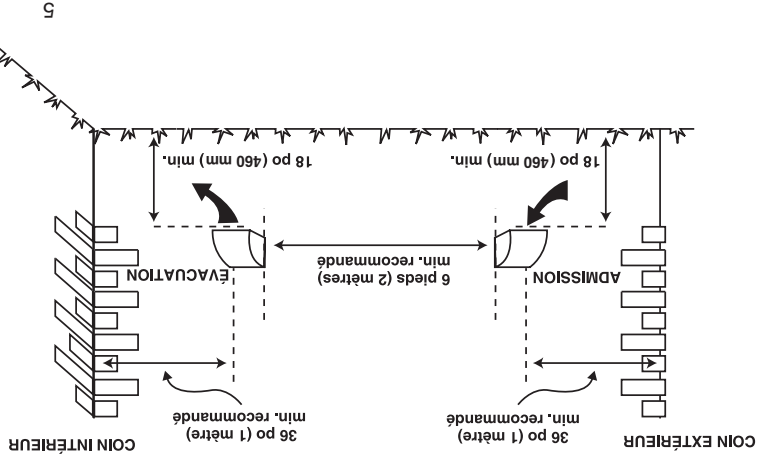 COIN EXTÉRIEUR
36 po (1 mètre)
min. recommandé
36 po (1 mètre)
min. recommandé
COIN INTÉRIEUR
ADMISSION
6 pieds (2 mètres)
min. recommandé
ÉVACUATION
18 po (460 mm) min.
18 po (460 mm) min.
5